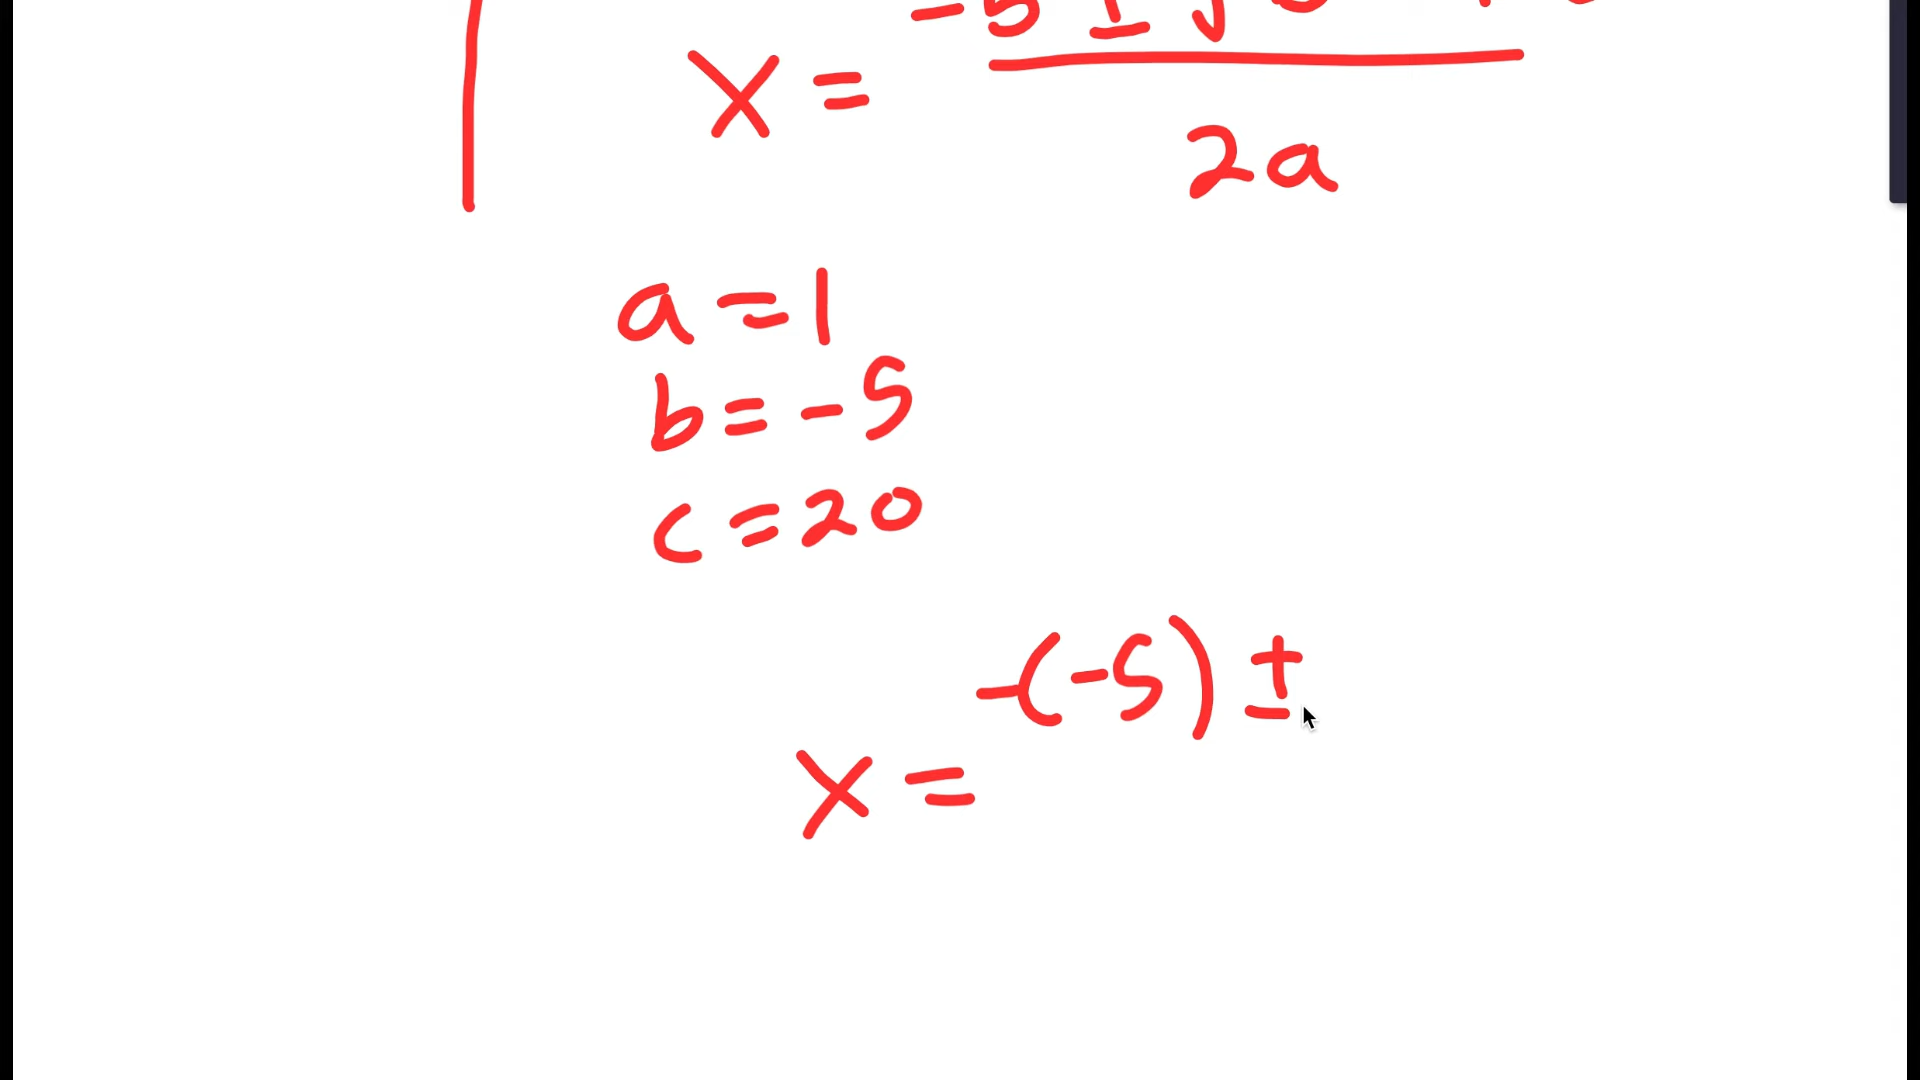 x =
2a
a = 1
b = -5
c = 20
-(-5) ±
x =